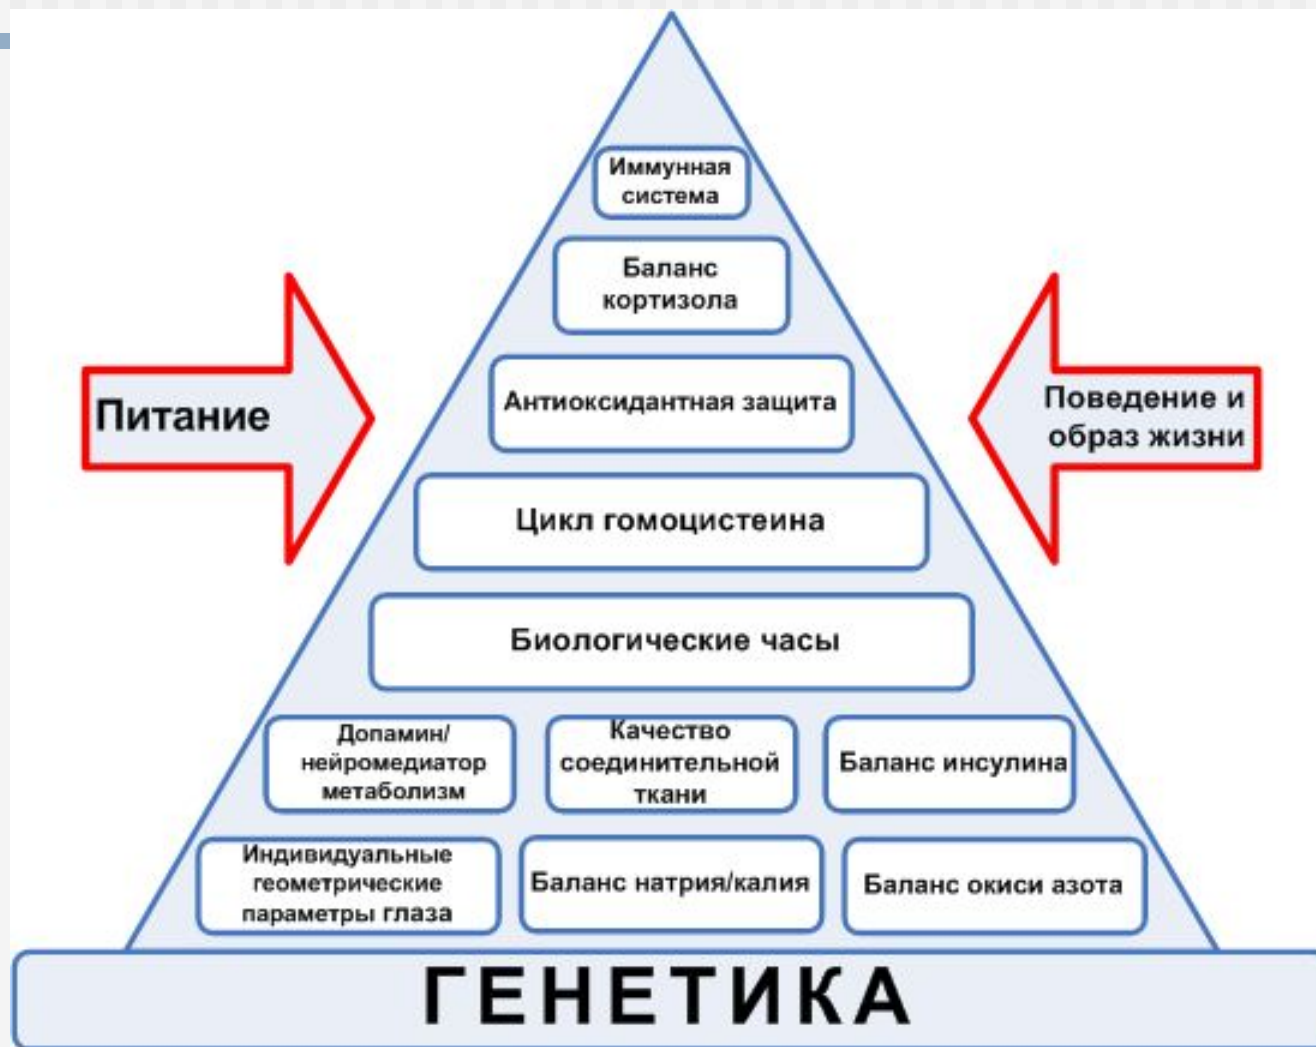 Иммунная
система
Баланс
кортизола
Питание
Антиоксидантная защита
Поведение и
образ жизни
Цикл гомоцистеина
Биологические часы
Допамин/
нейромедиатор
метаболизм
Качество
соединительной
ткани
Баланс инсулина
Индивидуальные
геометрические
параметры глаза
Баланс натрия/калия
Баланс окиси азота
ГЕНЕТИКА